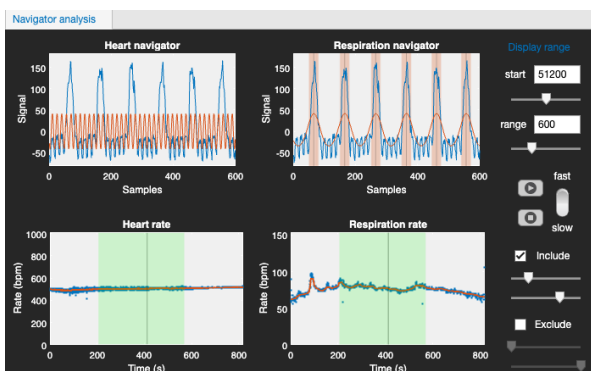 Navigator analysis
Heart navigator
Respiration navigator
Display range
150
100
50
0
-50
Signal
0
200
400
600
Samples
150
100
50
0
-50
Signal
0
200
400
600
Samples
start
51200
range
600
fast
slow
Include
Exclude
Heart rate
1000
800
600
400
200
0
Rate (bpm)
0
200
400
600
800
Time (s)
Respiration rate
150
100
50
0
Rate (bpm)
0
200
400
600
800
Time (s)